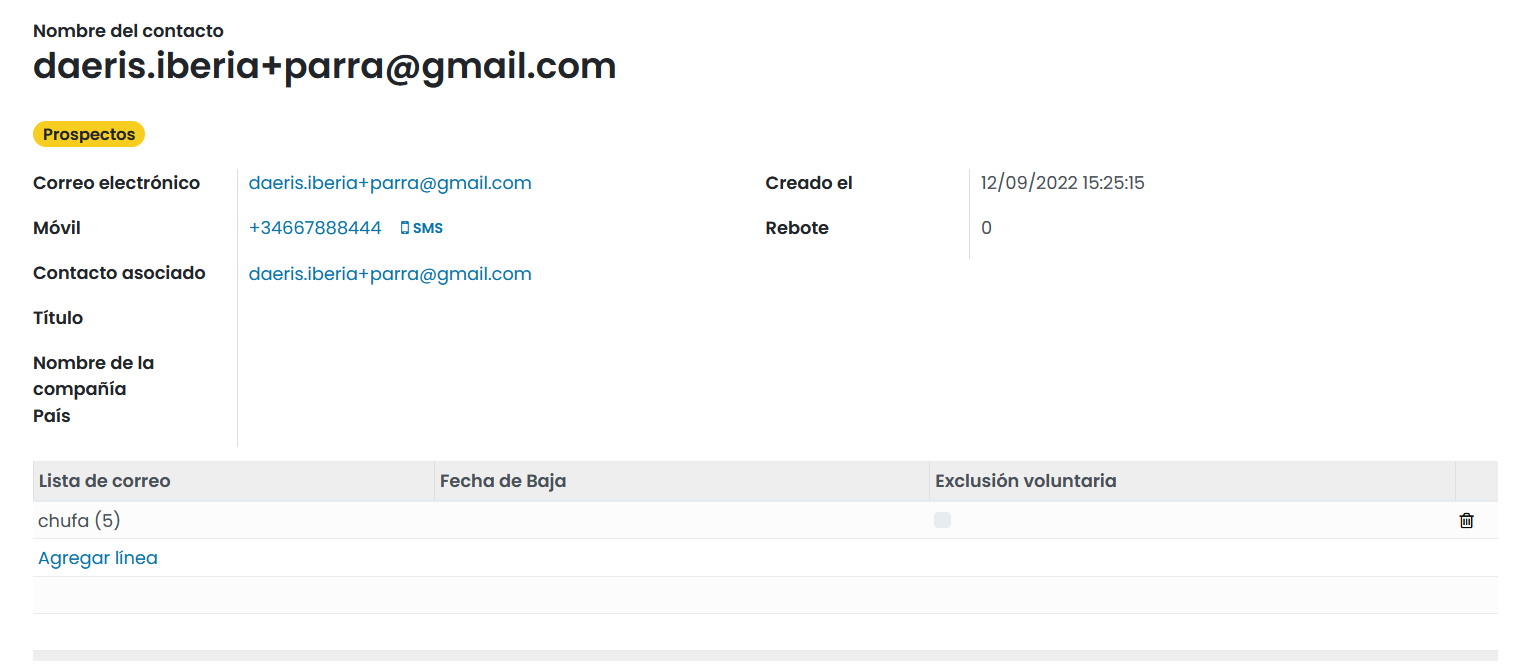 Nombre del contacto
daeris.iberia+parra@gmail.com
Prospectos
Correo electrónico daeris.iberia+parra@gmail.com Creado el 12/09/2022 15:25:15
Móvil +34667888444 SMS Rebote 0
Contacto asociado daeris.iberia+parra@gmail.com
Título
Nombre de la
compañía
País
Lista de correo Fecha de Baja Exclusión voluntaria
chufa (5)
Agregar línea